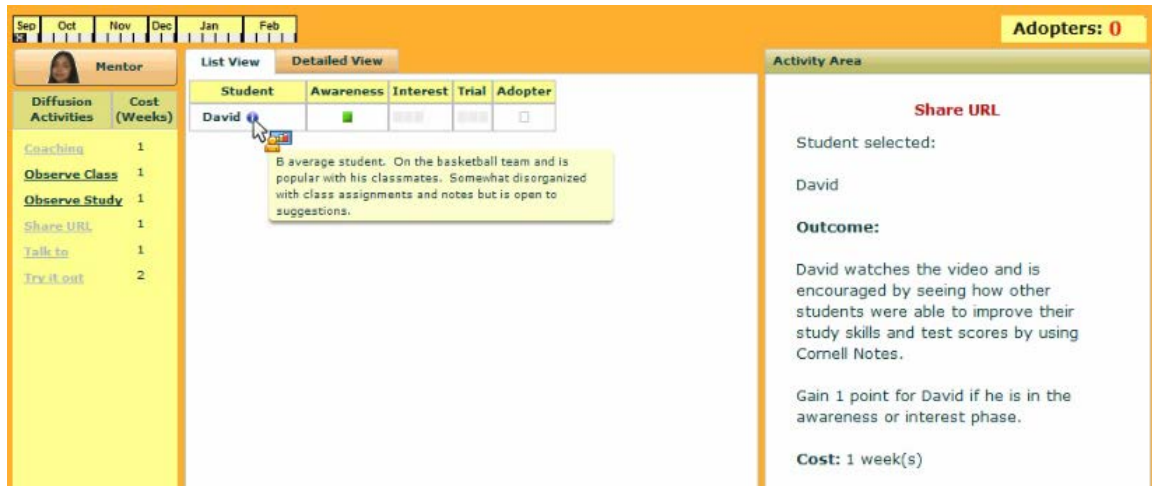 Sep Oct Nov Dec Jan Feb
Adopters: 0
Mentor
Diffusion Activities Cost (Weeks)
Coaching 1
Observe Class 1
Observe Study 1
Share URL 1
Talk to 1
Try it out 2
List View Detailed View
Student Awareness Interest Trial Adopter
David
B average student. On the basketball team and is
popular with his classmates. Somewhat disorganized
with class assignments and notes but is open to
suggestions.
Activity Area
Share URL
Student selected:
David
Outcome:
David watches the video and is
encouraged by seeing how other
students were able to improve their
study skills and test scores by using
Cornell Notes.
Gain 1 point for David if he is in the
awareness or interest phase.
Cost: 1 week(s)